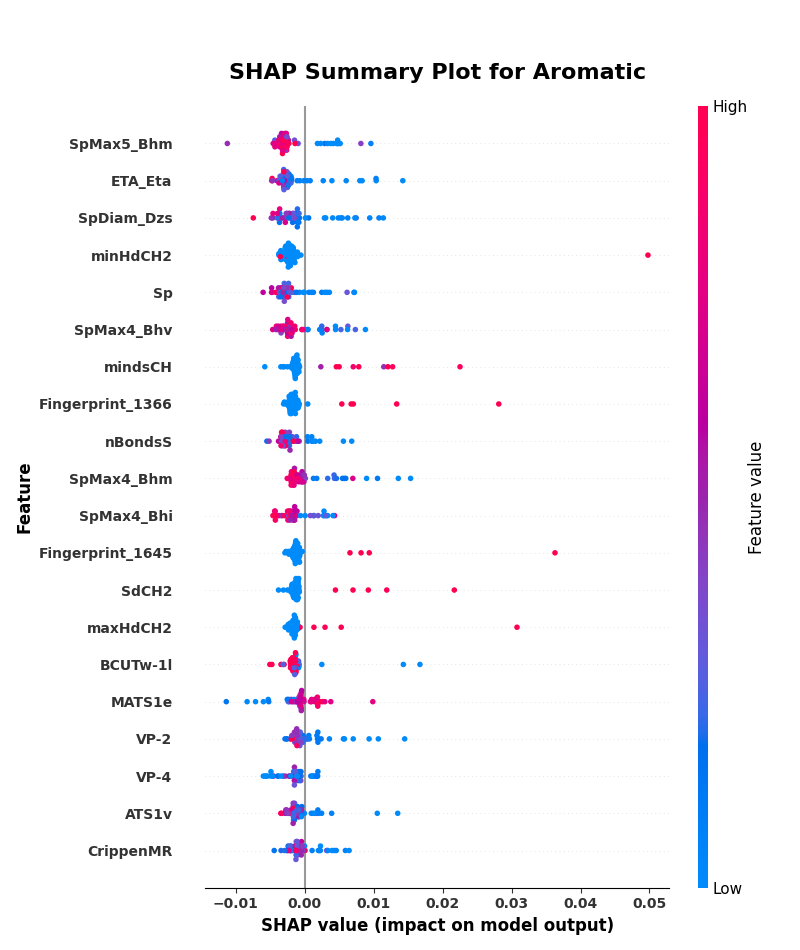 SHAP Summary Plot for Aromatic
High
SpMax5_Bhm
ETA_Eta
SpDiam_Dzs
minHdCH2
Sp
SpMax4_Bhv
mindsCH
Fingerprint_1366
nBondsS
SpMax4_Bhm
SpMax4_Bhi
Fingerprint_1645
SdCH2
maxHdCH2
BCUTw-1l
MATS1e
VP-2
VP-4
ATS1v
CrippenMR
Feature
Feature value
Low
−0.01 0.00 0.01 0.02 0.03 0.04 0.05
SHAP value (impact on model output)